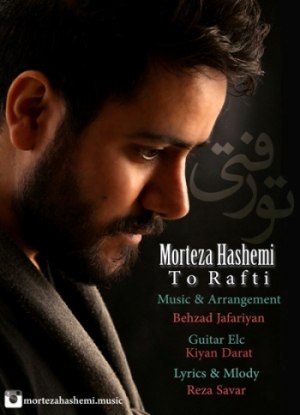 تو رفتی
Morteza Hashemi
To Rafti
Music & Arrangement
Behzad Jafariyan
Guitar Elc
Kiyan Darat
Lyrics & Mlody
Reza Savar
mortezahashemi.music